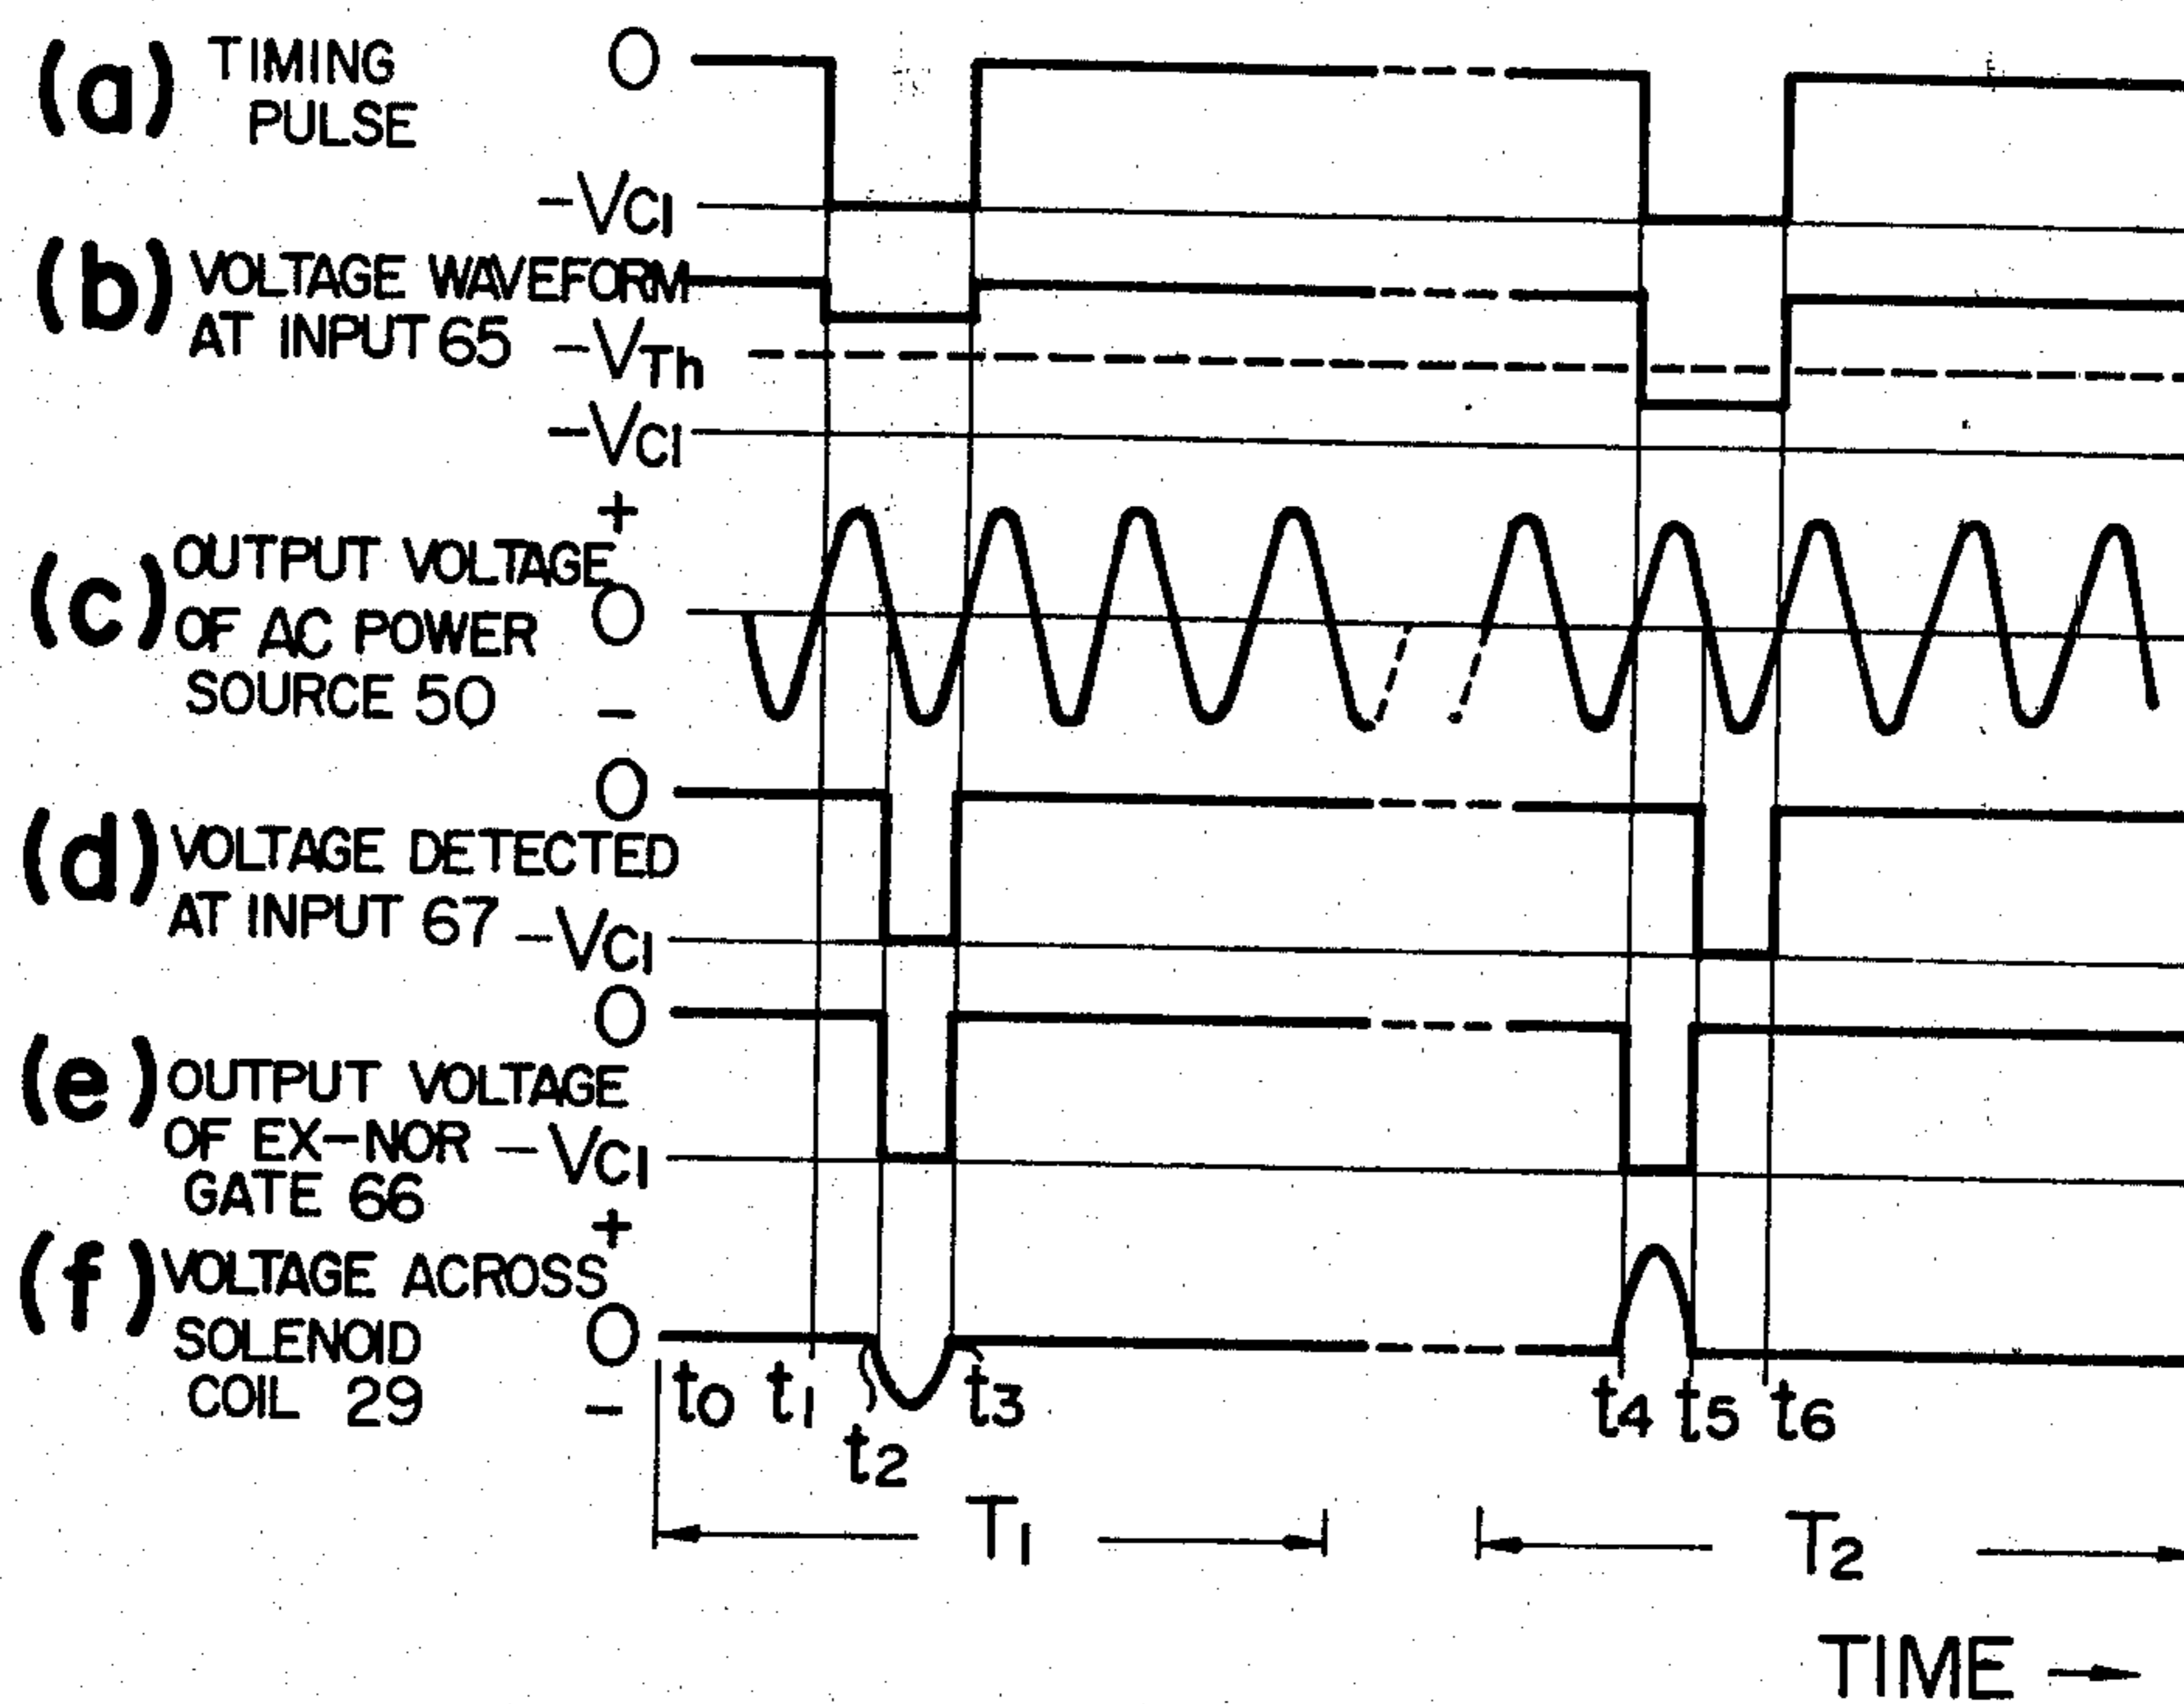 (a) TIMING PULSE
O
-VCI
(b) VOLTAGE WAVEFORM
AT INPUT 65
-VTh
-VCI
(c) OUTPUT VOLTAGE
OF AC POWER
SOURCE 50
+
O
-
(d) VOLTAGE DETECTED
AT INPUT 67
O
-VCI
(e) OUTPUT VOLTAGE
OF EX-NOR
GATE 66
O
-VCI
(f) VOLTAGE ACROSS
SOLENOID
COIL 29
+
O
-
t0 t1 t2 t3 t4 t5 t6
T1 T2
TIME